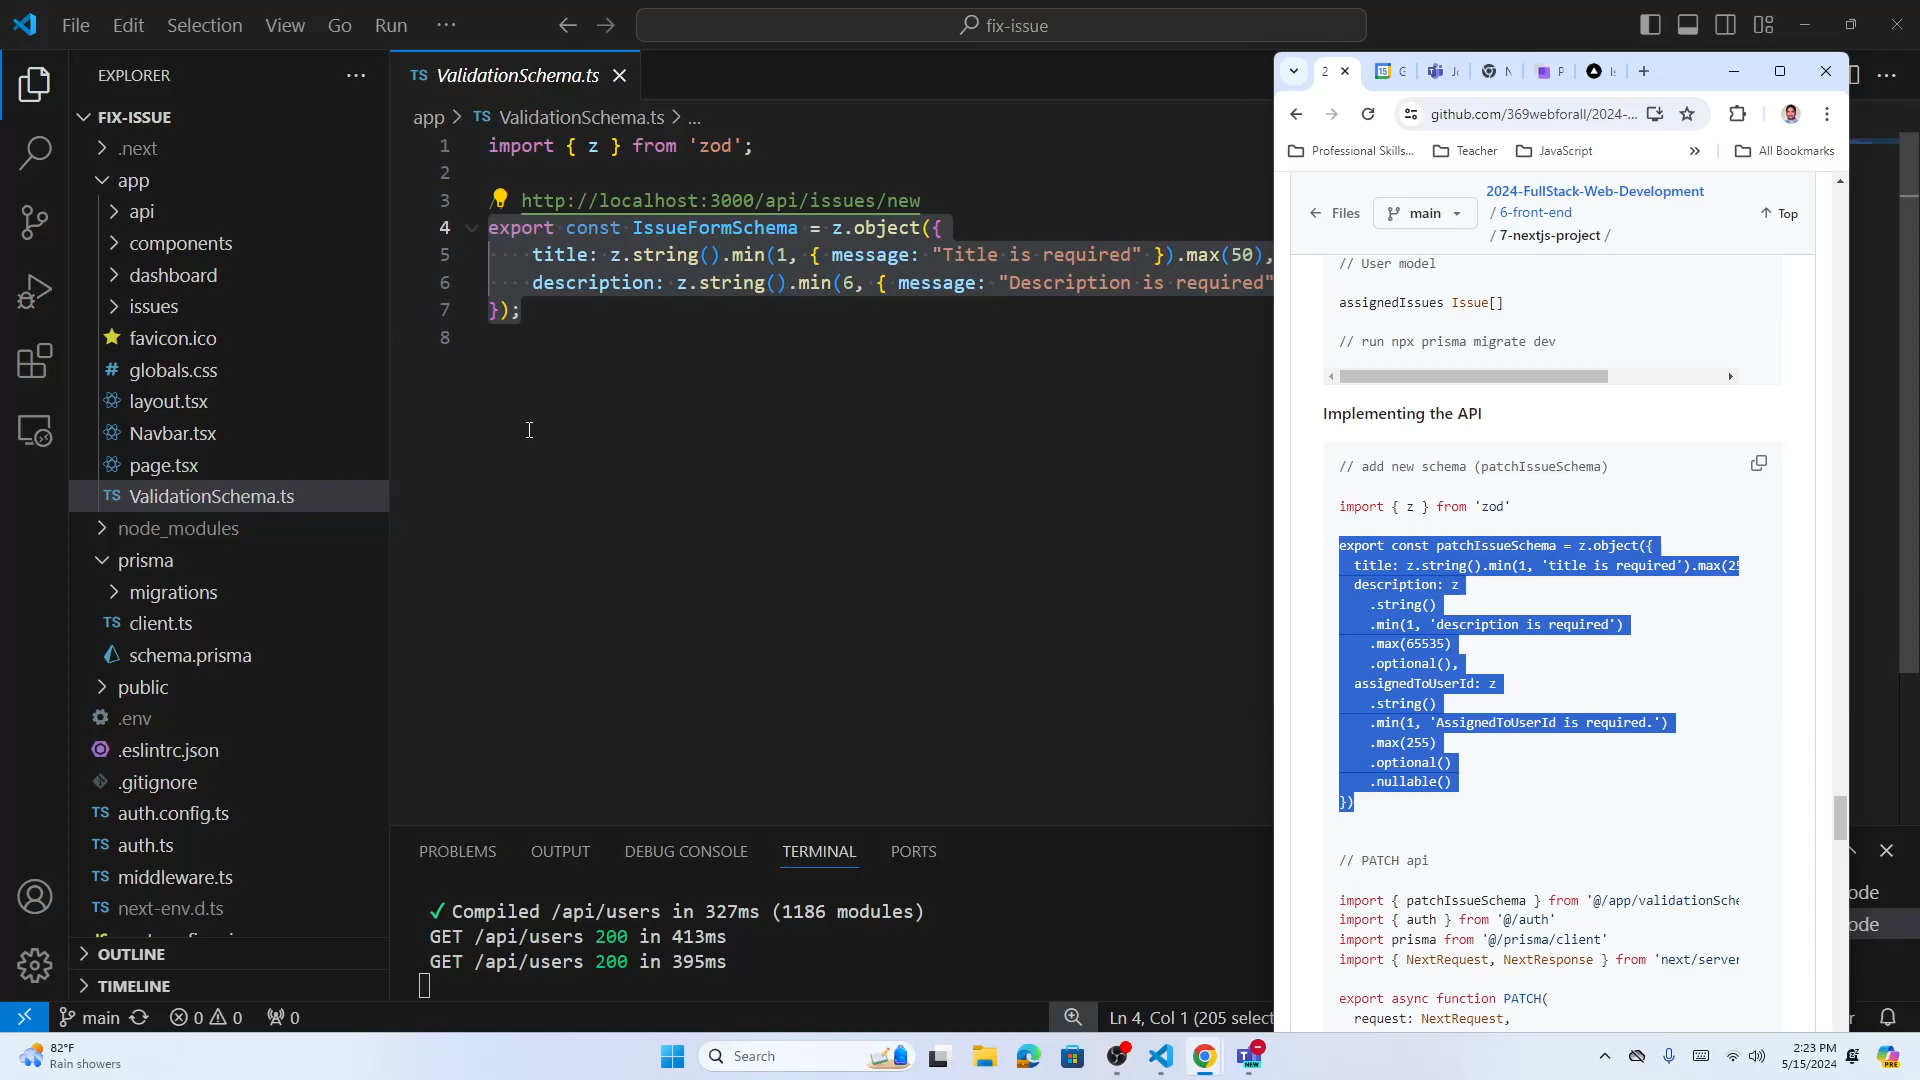 File Edit Selection View Go Run ···
fix-issue
EXPLORER
FIX-ISSUE
.next
app
api
components
dashboard
issues
favicon.ico
# globals.css
layout.tsx
Navbar.tsx
page.tsx
TS ValidationSchema.ts
node_modules
prisma
migrations
TS client.ts
schema.prisma
public
.env
.eslintrc.json
.gitignore
TS auth.config.ts
TS auth.ts
TS middleware.ts
TS next-env.d.ts
OUTLINE
TIMELINE
TS ValidationSchema.ts
app > TS ValidationSchema.ts > ...
1 import { z } from 'zod';
2
3 http://localhost:3000/api/issues/new
4 export const IssueFormSchema = z.object({
5 title: z.string().min(1, { message: "Title is required" }).max(50),
6 description: z.string().min(6, { message: "Description is required"
7 });
8
PROBLEMS OUTPUT DEBUG CONSOLE TERMINAL PORTS
✓ Compiled /api/users in 327ms (1186 modules)
GET /api/users 200 in 413ms
GET /api/users 200 in 395ms
ode
ode
main 0 0 0
Ln 4, Col 1 (205 select
2
github.com/369webforall/2024-...
Professional Skills... Teacher JavaScript » All Bookmarks
Files main
2024-FullStack-Web-Development
/ 6-front-end
/ 7-nextjs-project /
Top
// User model
assignedIssues Issue[]
// run npx prisma migrate dev
Implementing the API
// add new schema (patchIssueSchema)
import { z } from 'zod'
export const patchIssueSchema = z.object({
title: z.string().min(1, 'title is required').max(25
description: z
.string()
.min(1, 'description is required')
.max(65535)
.optional(),
assignedToUserId: z
.string()
.min(1, 'AssignedToUserId is required.')
.max(255)
.optional()
.nullable()
})
// PATCH api
import { patchIssueSchema } from '@/app/validationSche
import { auth } from '@/auth'
import prisma from '@/prisma/client'
import { NextRequest, NextResponse } from 'next/server
export async function PATCH(
request: NextRequest,
82°F
Rain showers
Search
2:23 PM
5/15/2024